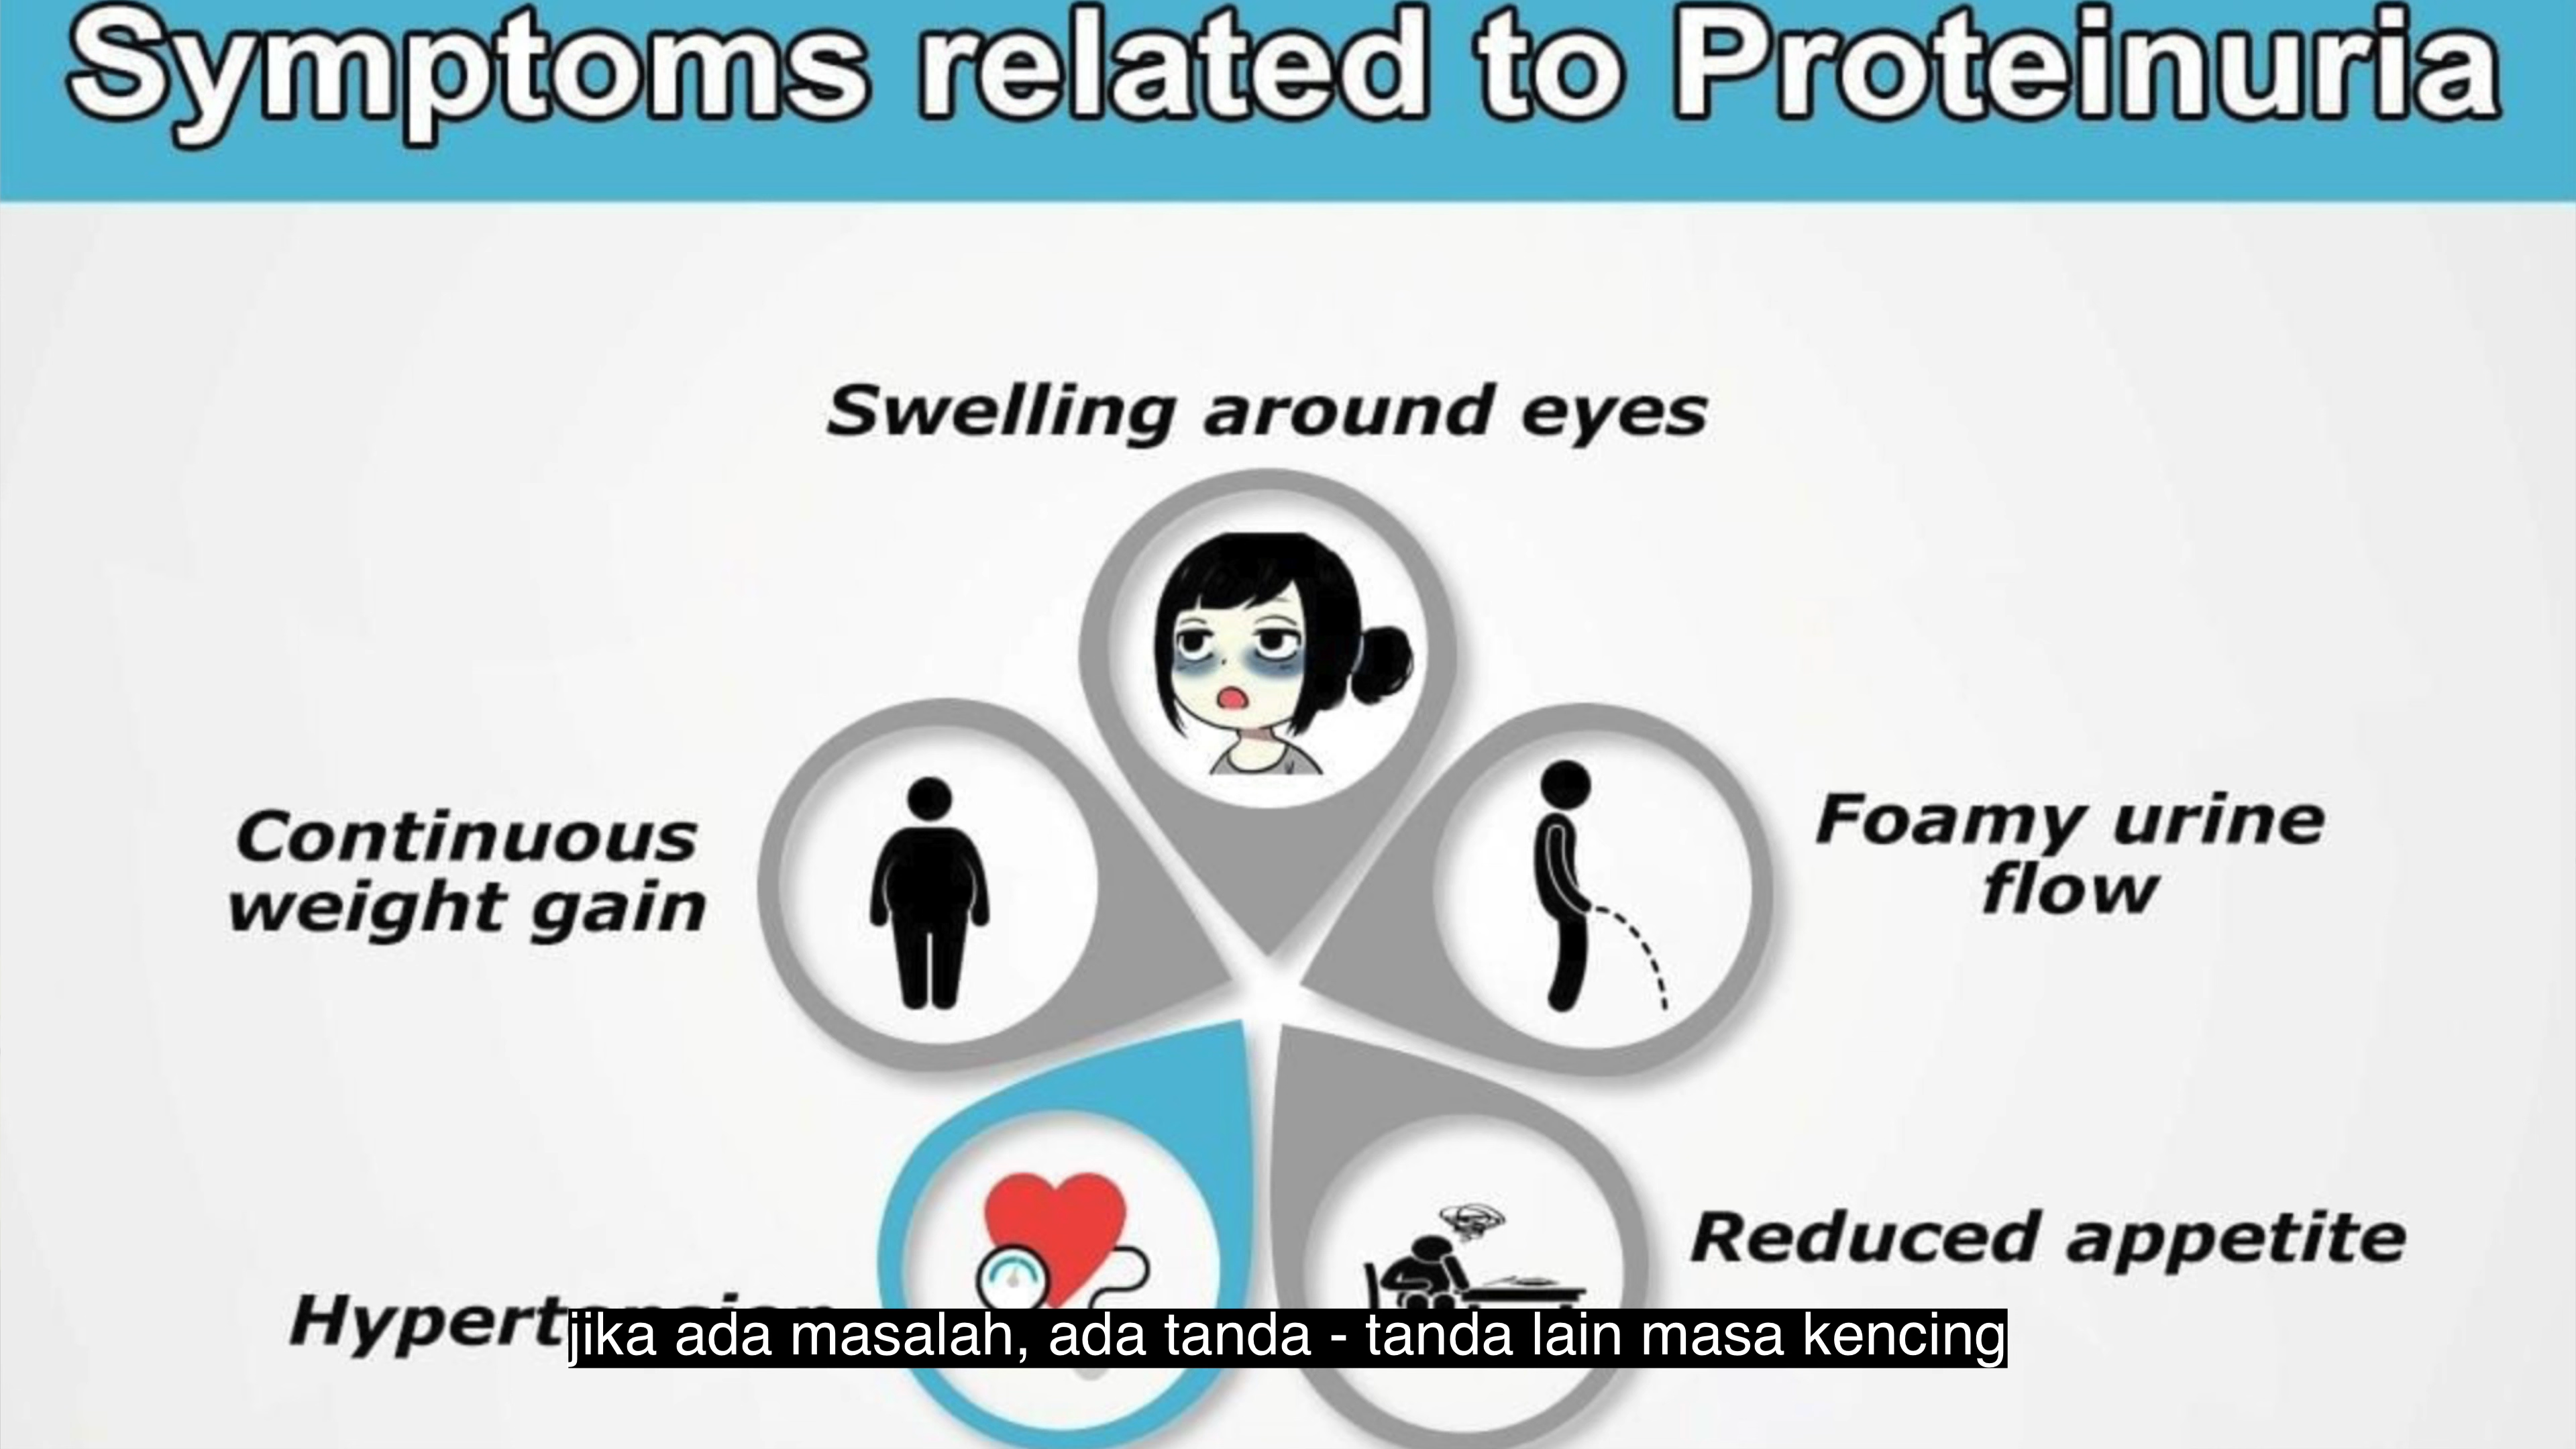 Symptoms related to Proteinuria
Swelling around eyes
Continuous
weight gain
Foamy urine
flow
Reduced appetite
Hypertension
jika ada masalah, ada tanda - tanda lain masa kencing